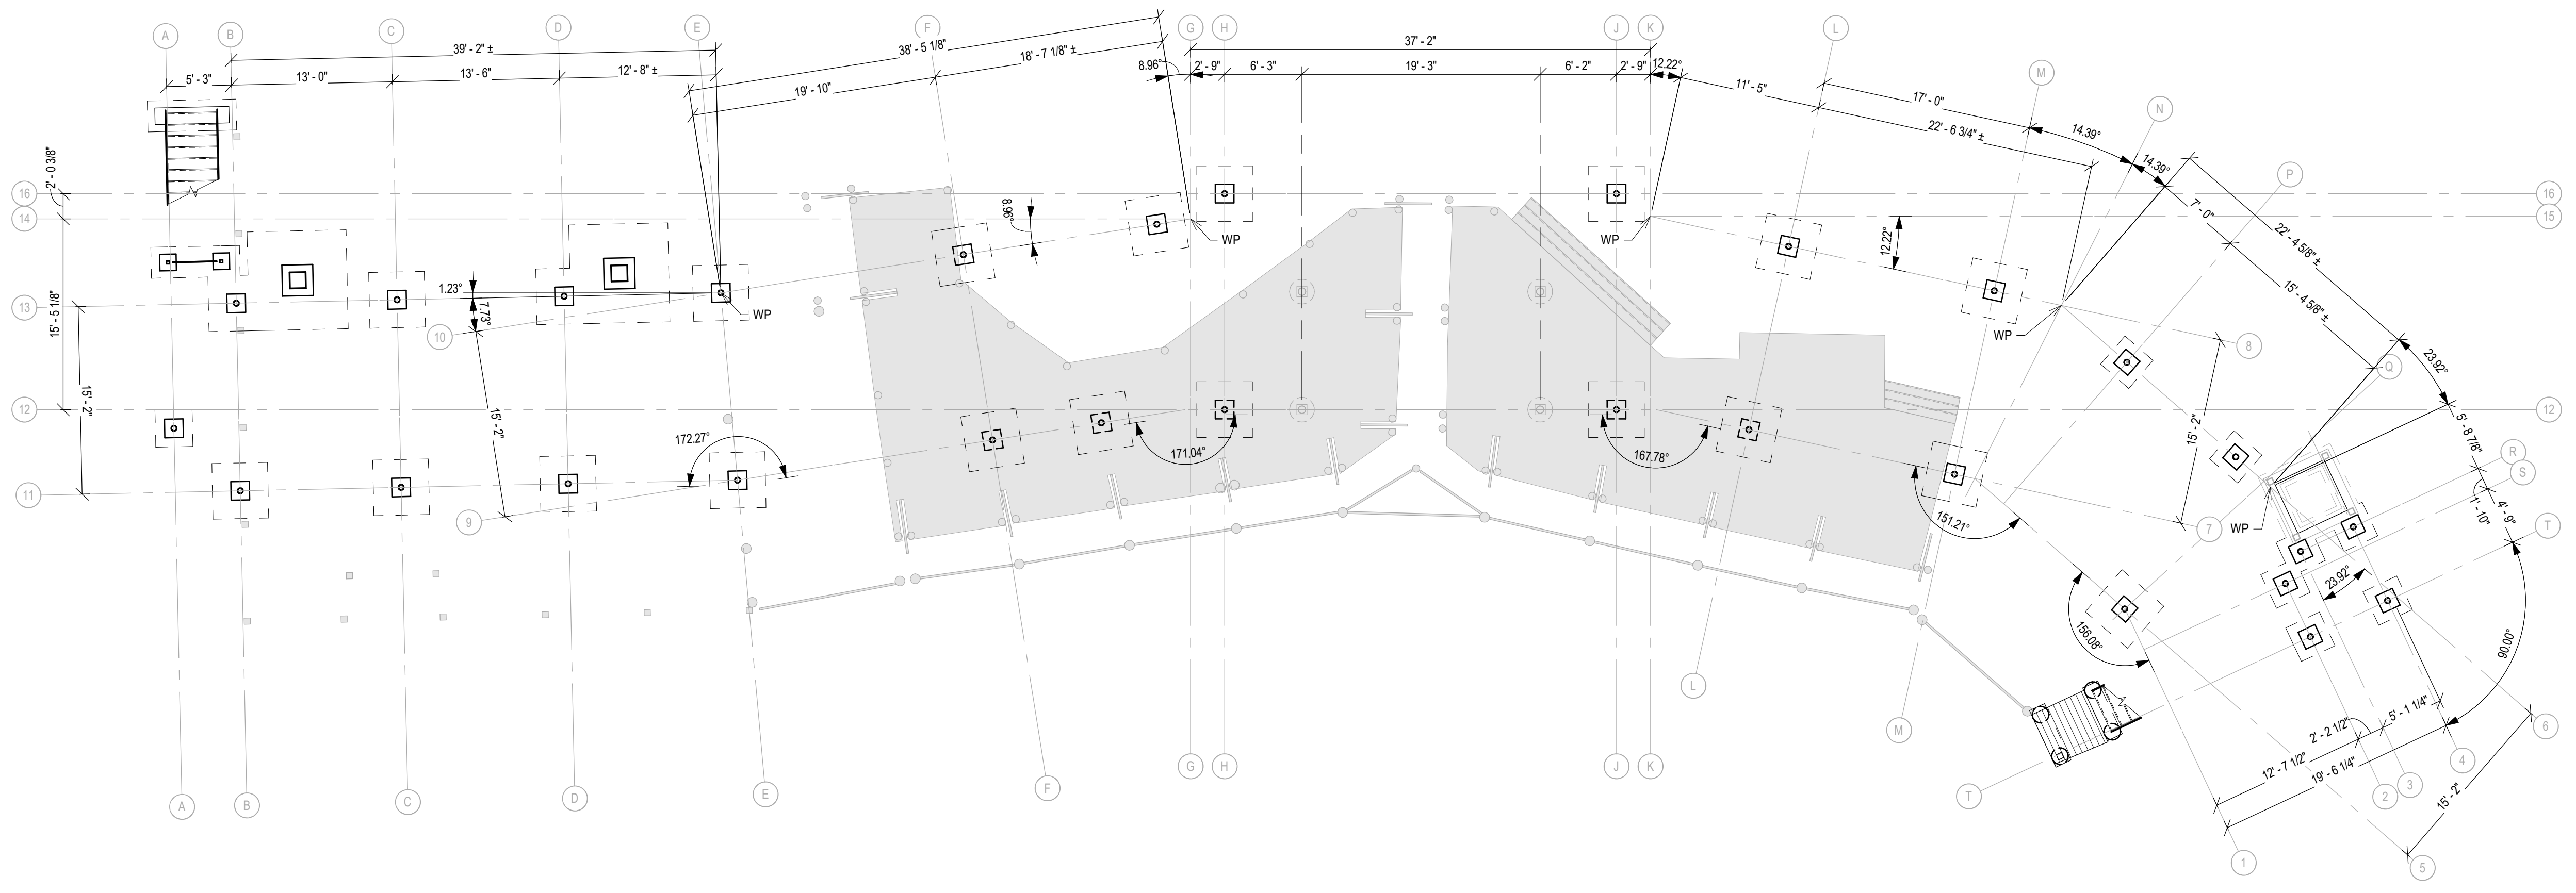 A
B
C
D
E
F
G
H
J
K
L
M
N
P
39' - 2" ±
38' - 5 1/8"
18' - 7 1/8" ±
37' - 2"
5' - 3"
13' - 0"
13' - 6"
12' - 8" ±
19' - 10"
8.96°
2' - 9"
6' - 3"
19' - 3"
6' - 2"
2' - 9"
12.22°
11' - 5"
17' - 0"
22' - 6 3/4" ±
14.39°
14.39°
2' - 0 3/8"
16
14
16
15
7' - 0"
22' - 4 5/8" ±
8.96°
WP
WP
12.22°
1.23°
7.73°
WP
13
10
15' - 5 1/8"
15' - 4 5/8" ±
WP
8
Q
23.92°
12
12
15' - 2"
15' - 2"
15' - 2"
172.27°
171.04°
167.78°
5' - 8 7/8"
R
S
11
9
151.21°
7
WP
4' - 9"
1' - 10"
T
23.92°
156.08°
90.00°
L
M
A
B
C
D
E
F
G
H
J
K
T
5' - 1 1/4"
2' - 2 1/2"
12' - 7 1/2"
19' - 6 1/4"
15' - 2"
6
4
3
2
1
5